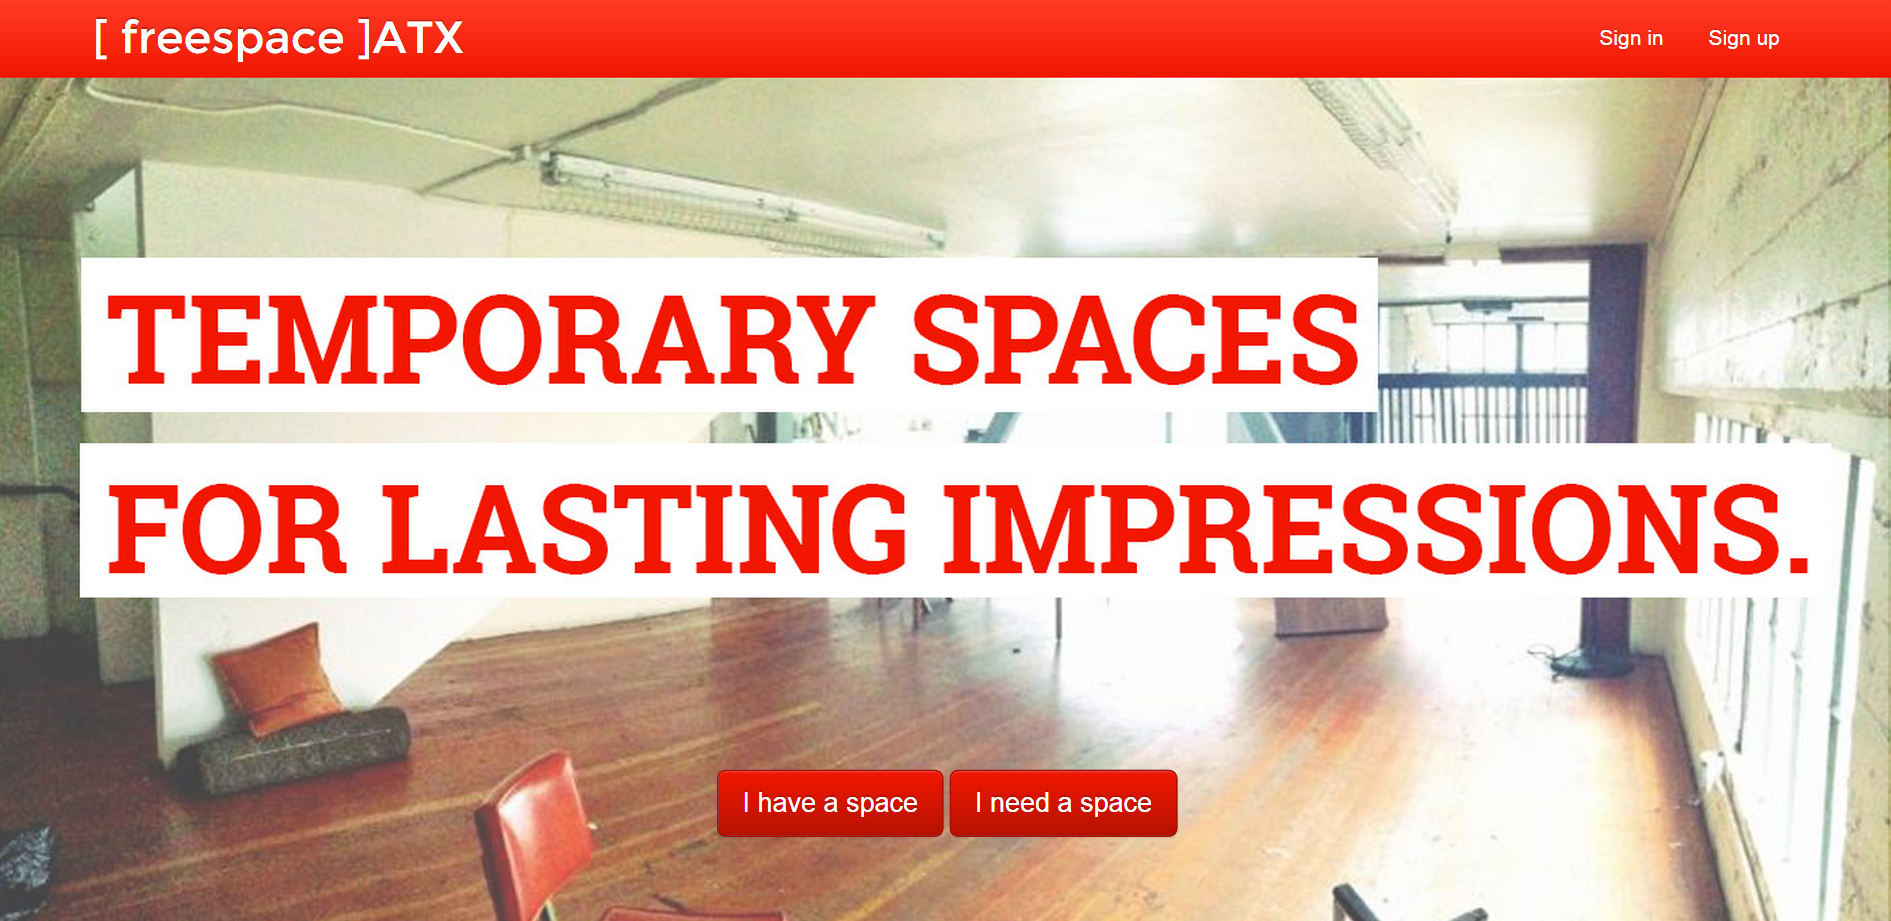 [ freespace ]ATX
Sign in
Sign up
TEMPORARY SPACES
FOR LASTING IMPRESSIONS.
I have a space
I need a space